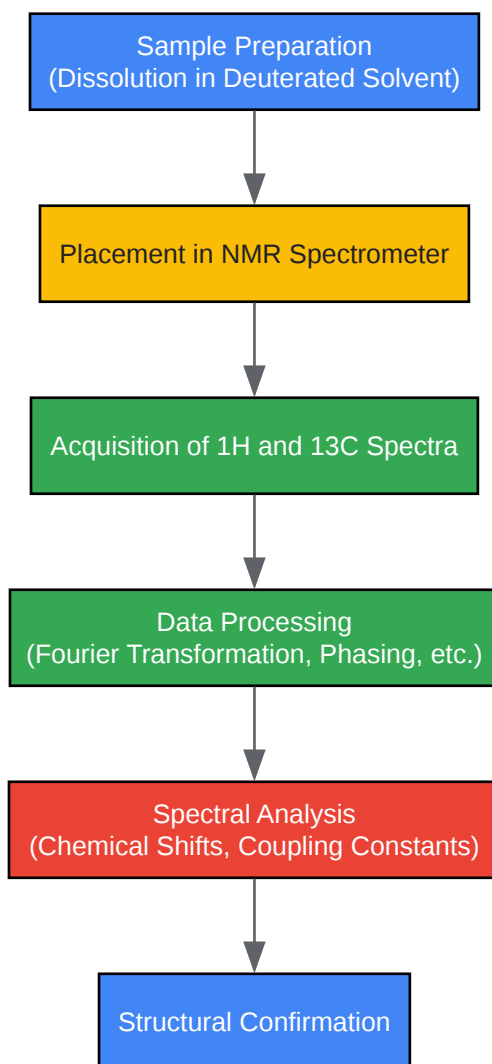 Sample Preparation
(Dissolution in Deuterated Solvent)
Placement in NMR Spectrometer
Acquisition of 1H and 13C Spectra
Data Processing
(Fourier Transformation, Phasing, etc.)
Spectral Analysis
(Chemical Shifts, Coupling Constants)
Structural Confirmation